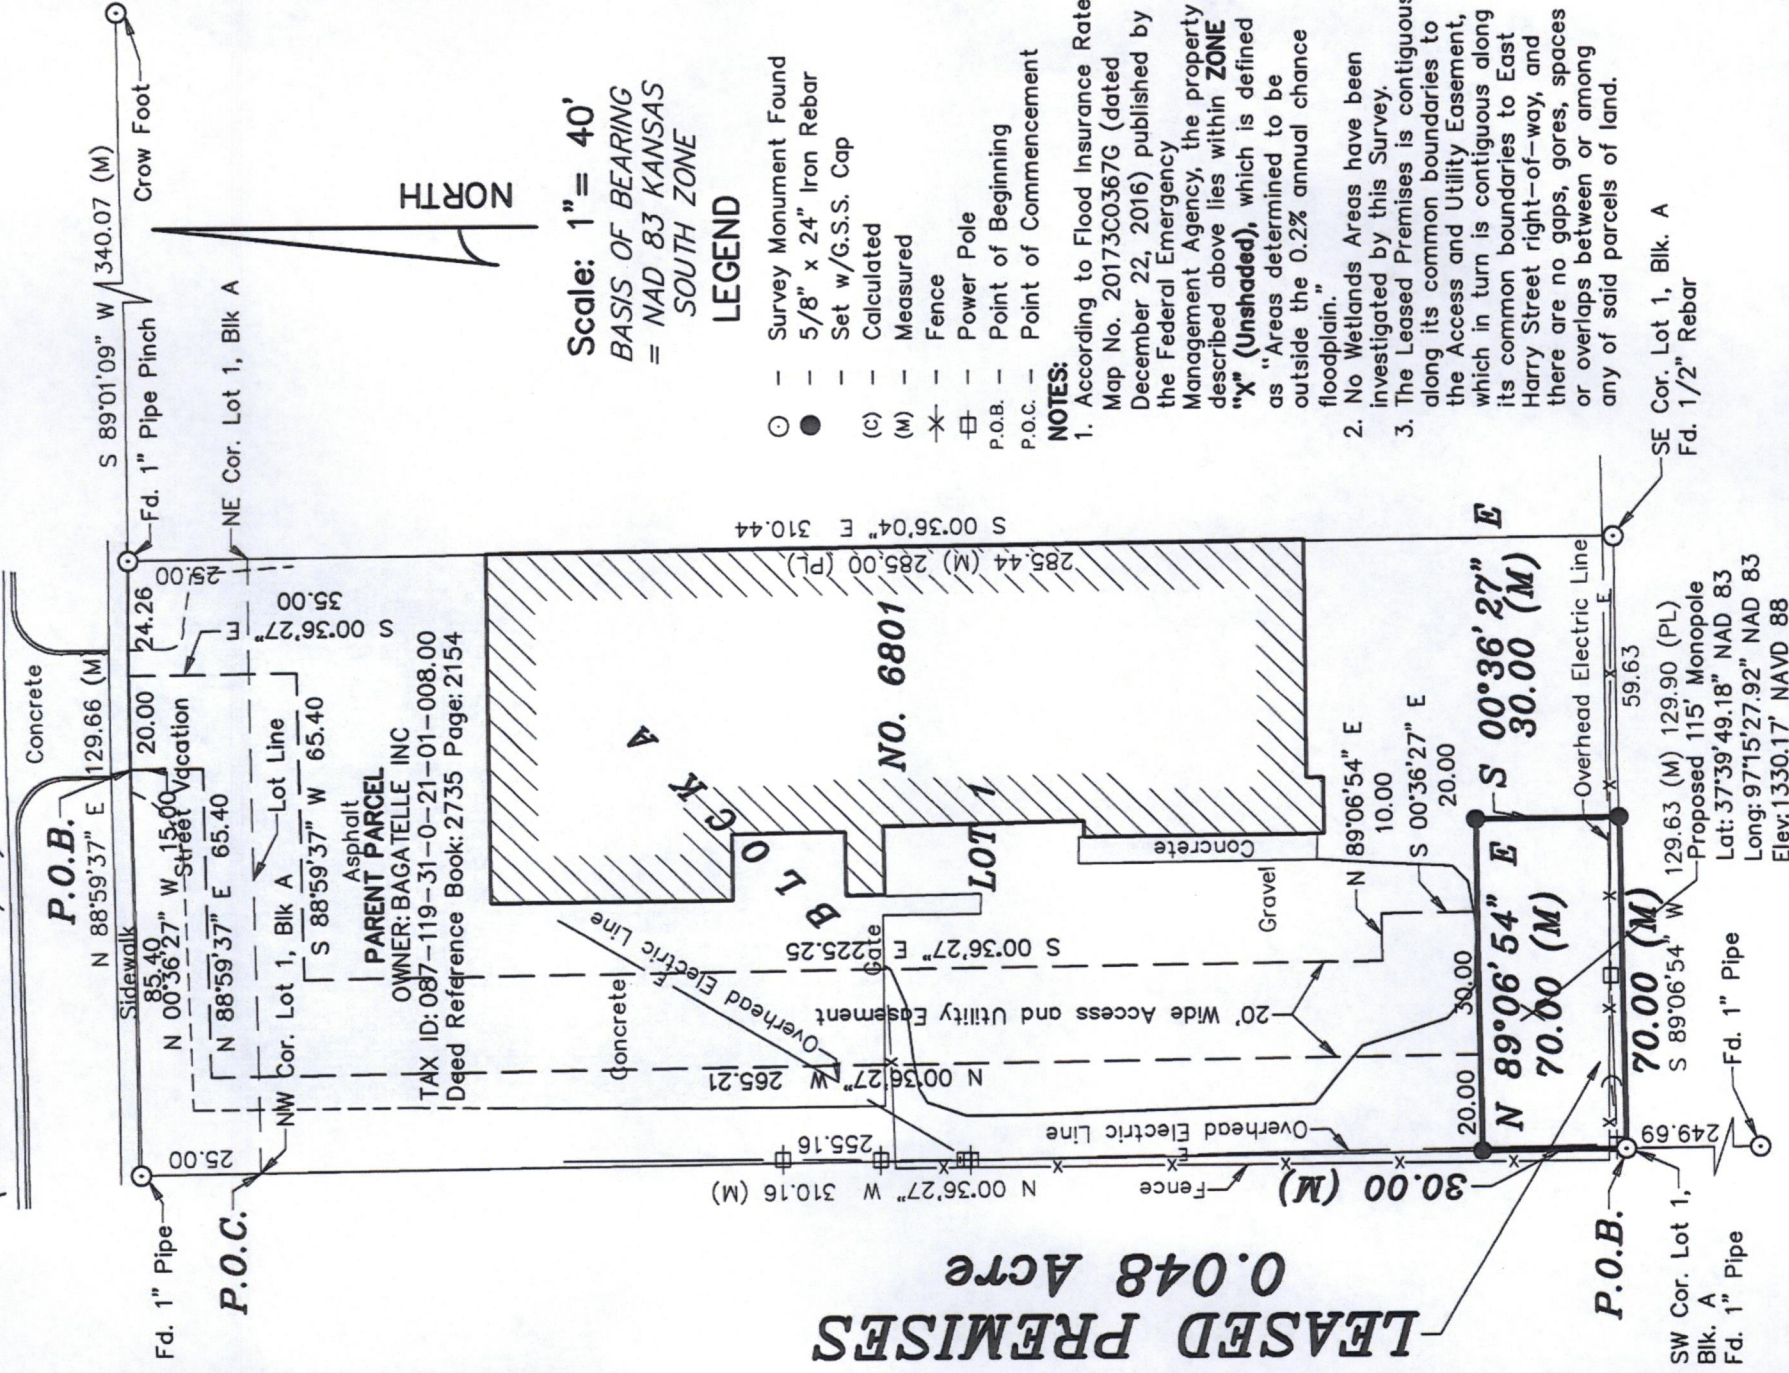 Concrete
P.O.B.
N 88°59'37" E 129.66 (M)
S 89°01'09" W 340.07 (M)
Crow Foot
Fd. 1" Pipe Pinch
NE Cor. Lot 1, Blk A
Sidewalk
85.40
20.00
24.26
25.00
N 00°36'27" W 15.00
Street Vacation
N 88°59'37" E 65.40
S 00°36'27" E
35.00
Lot Line
25.00
Fd. 1" Pipe
P.O.C.
NW Cor. Lot 1, Blk A
S 88°59'37" W 65.40
Asphalt
PARENT PARCEL
OWNER: BAGATELLE INC
TAX ID: 087-119-31-0-21-01-008.00
Deed Reference Book: 2735 Page: 2154
NORTH
Scale: 1"= 40'
BASIS OF BEARING
= NAD 83 KANSAS
SOUTH ZONE
LEGEND
- Survey Monument Found
- 5/8" x 24" Iron Rebar
- Set w/G.S.S. Cap
(C) - Calculated
(M) - Measured
- Fence
- Power Pole
P.O.B. - Point of Beginning
P.O.C. - Point of Commencement
NOTES:
1. According to Flood Insurance Rate
Map No. 20173C0367G (dated
December 22, 2016) published by
the Federal Emergency
Management Agency, the property
described above lies within ZONE
"X" (Unshaded), which is defined
as "Areas determined to be
outside the 0.2% annual chance
floodplain."
2. No Wetlands Areas have been
investigated by this Survey.
3. The Leased Premises is contiguous
along its common boundaries to
the Access and Utility Easement,
which in turn is contiguous along
its common boundaries to East
Harry Street right-of-way, and
there are no gaps, gores, spaces
or overlaps between or among
any of said parcels of land.
S 00°36'04" E 310.44
285.44 (M) 285.00 (PL)
BLOCK A
NO. 6801
LOT 1
Concrete
Concrete
Overhead Electric Line
E
Gate
Gravel
S 00°36'27" E 225.25
20' Wide Access and Utility Easement
N 00°36'27" W 265.21
255.16
N 00°36'27" W 310.16 (M)
Overhead Electric Line
E
Fence
30.00 (M)
N 89°06'54" E
10.00
S 00°36'27" E
20.00
S 00°36'27" E
30.00 (M)
Overhead Electric Line
E
20.00
30.00
N 89°06'54" E
70.00 (M)
70.00 (M)
59.63
S 89°06'54" W 129.63 (M) 129.90 (PL)
Proposed 115' Monopole
Lat: 37°39'49.18" NAD 83
Long: 97°15'27.92" NAD 83
Elev: 1330.17' NAVD 88
SE Cor. Lot 1, Blk. A
Fd. 1/2" Rebar
LEASED PREMISES
0.048 Acre
P.O.B.
SW Cor. Lot 1,
Blk. A
Fd. 1" Pipe
249.69
Fd. 1" Pipe